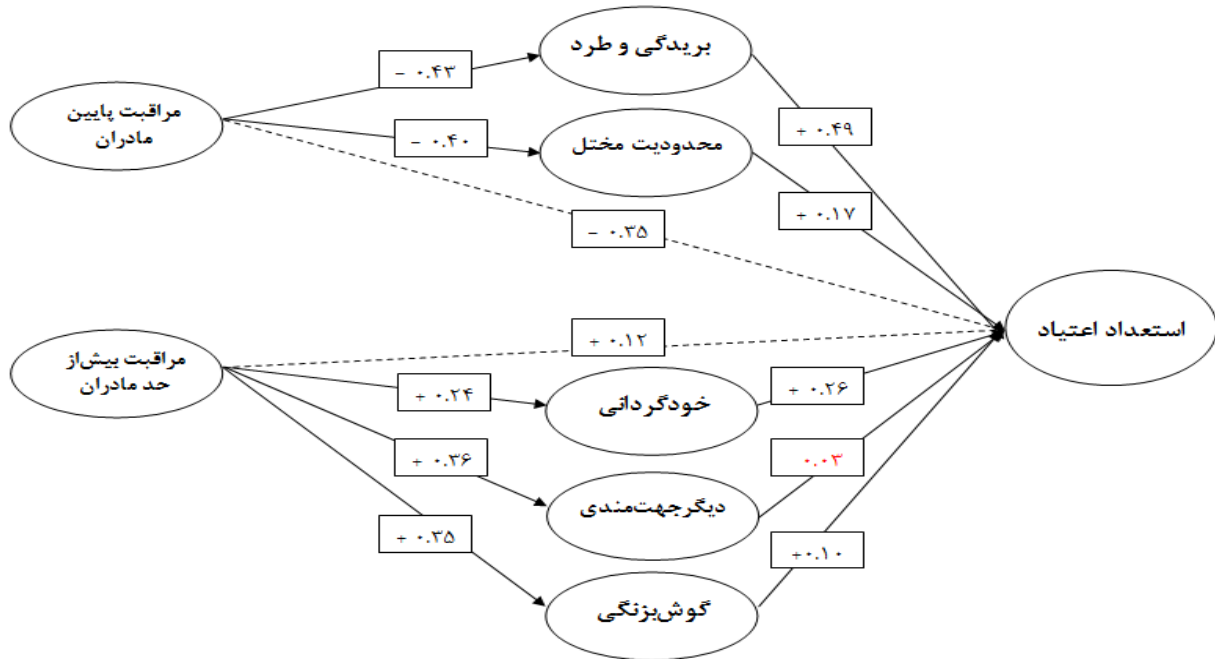 بریدگی و طرد
- ۰.۴۳
مراقبت پایین
مادران
+ ۰.۴۹
- ۰.۴۰
محدودیت مختل
+ ۰.۱۷
- ۰.۳۵
استعداد اعتیاد
+ ۰.۱۲
مراقبت بیش‌از
حد مادران
+ ۰.۲۴
خودگردانی
+ ۰.۲۶
+ ۰.۳۶
۰.۰۳
دیگرجهت‌مندی
+ ۰.۳۵
+۰.۱۰
گوش‌بزنگی